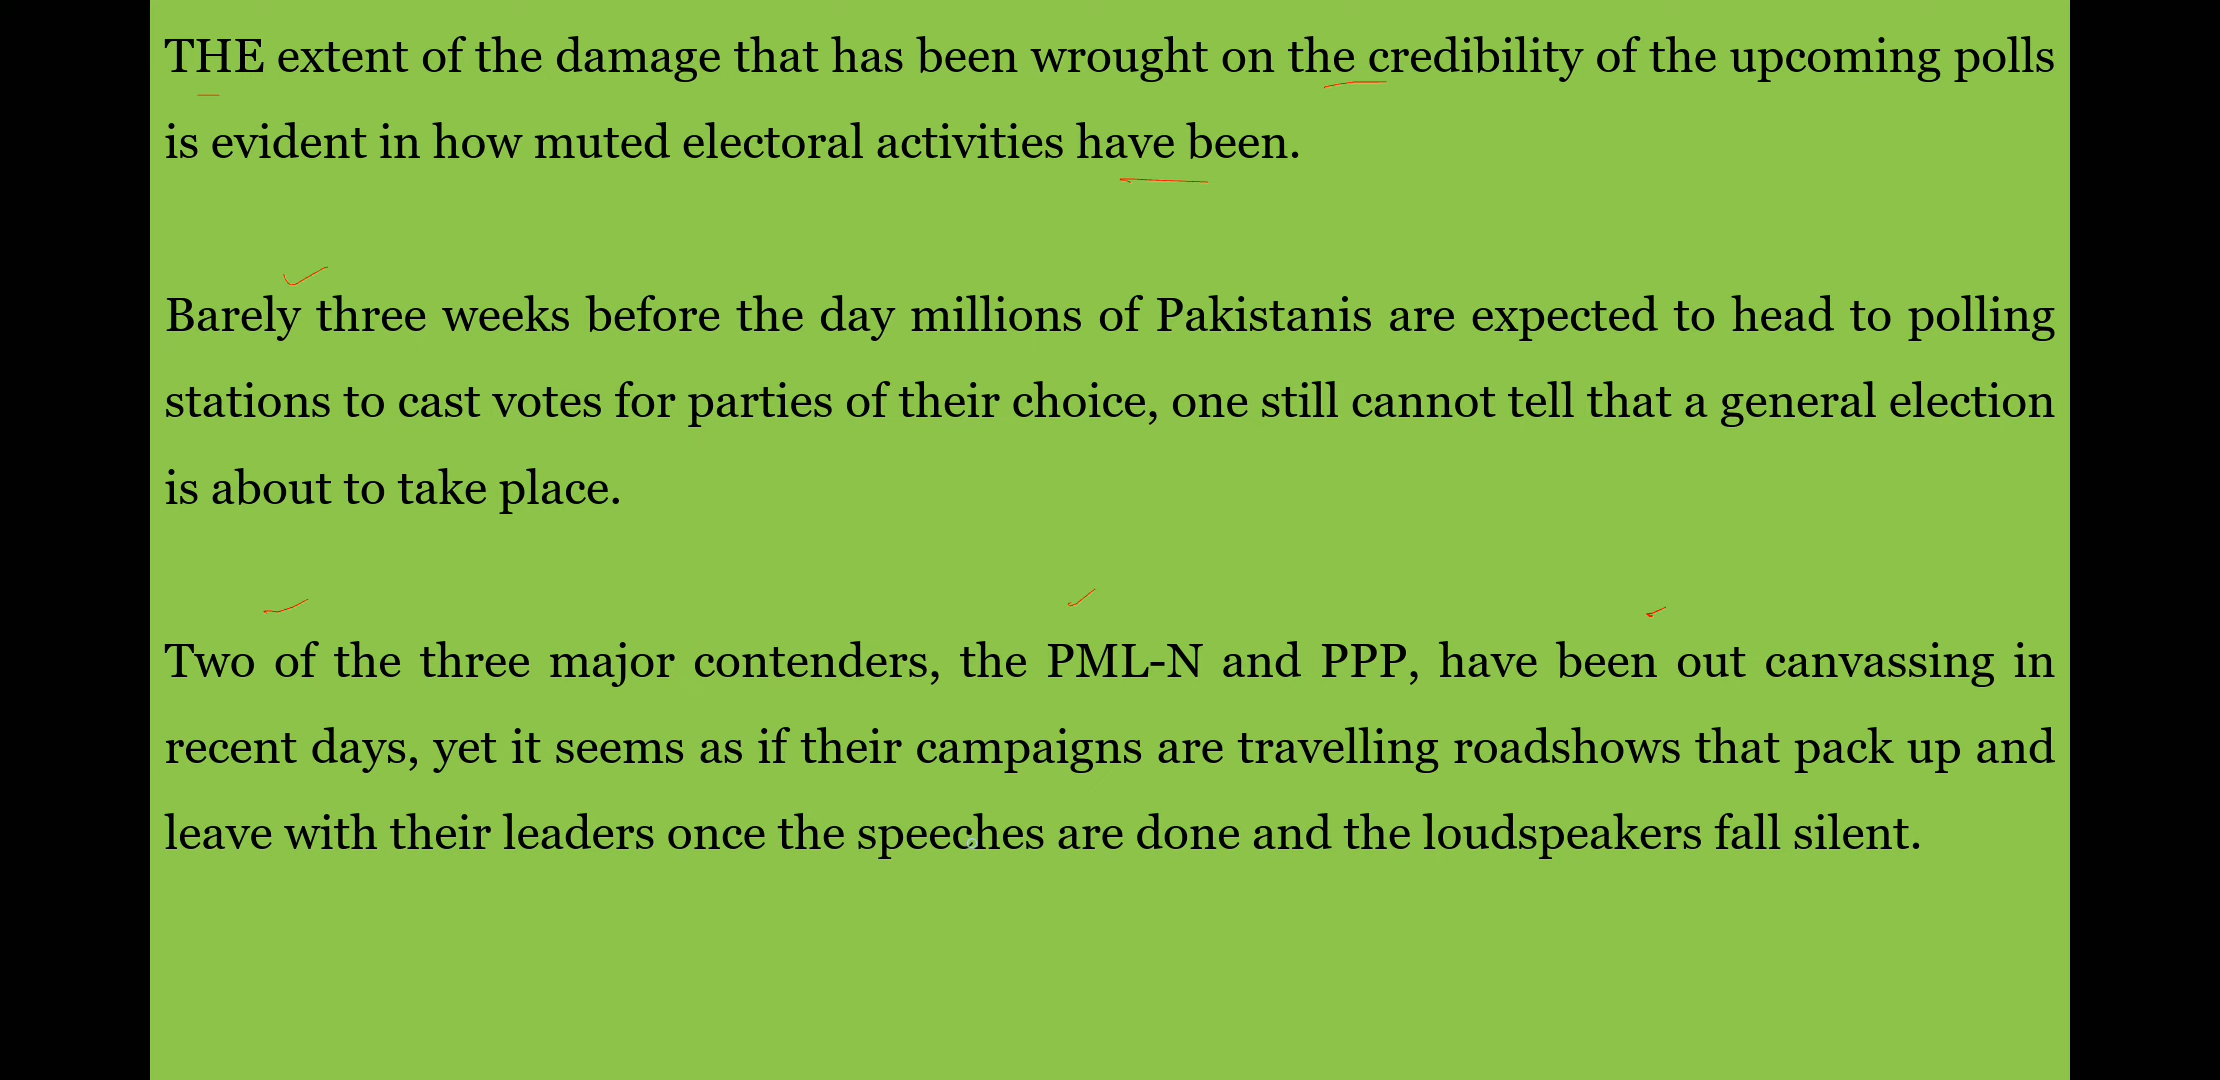 THE extent of the damage that has been wrought on the credibility of the upcoming polls
is evident in how muted electoral activities have been.
Barely three weeks before the day millions of Pakistanis are expected to head to polling
stations to cast votes for parties of their choice, one still cannot tell that a general election
is about to take place.
Two of the three major contenders, the PML-N and PPP, have been out canvassing in
recent days, yet it seems as if their campaigns are travelling roadshows that pack up and
leave with their leaders once the speeches are done and the loudspeakers fall silent.